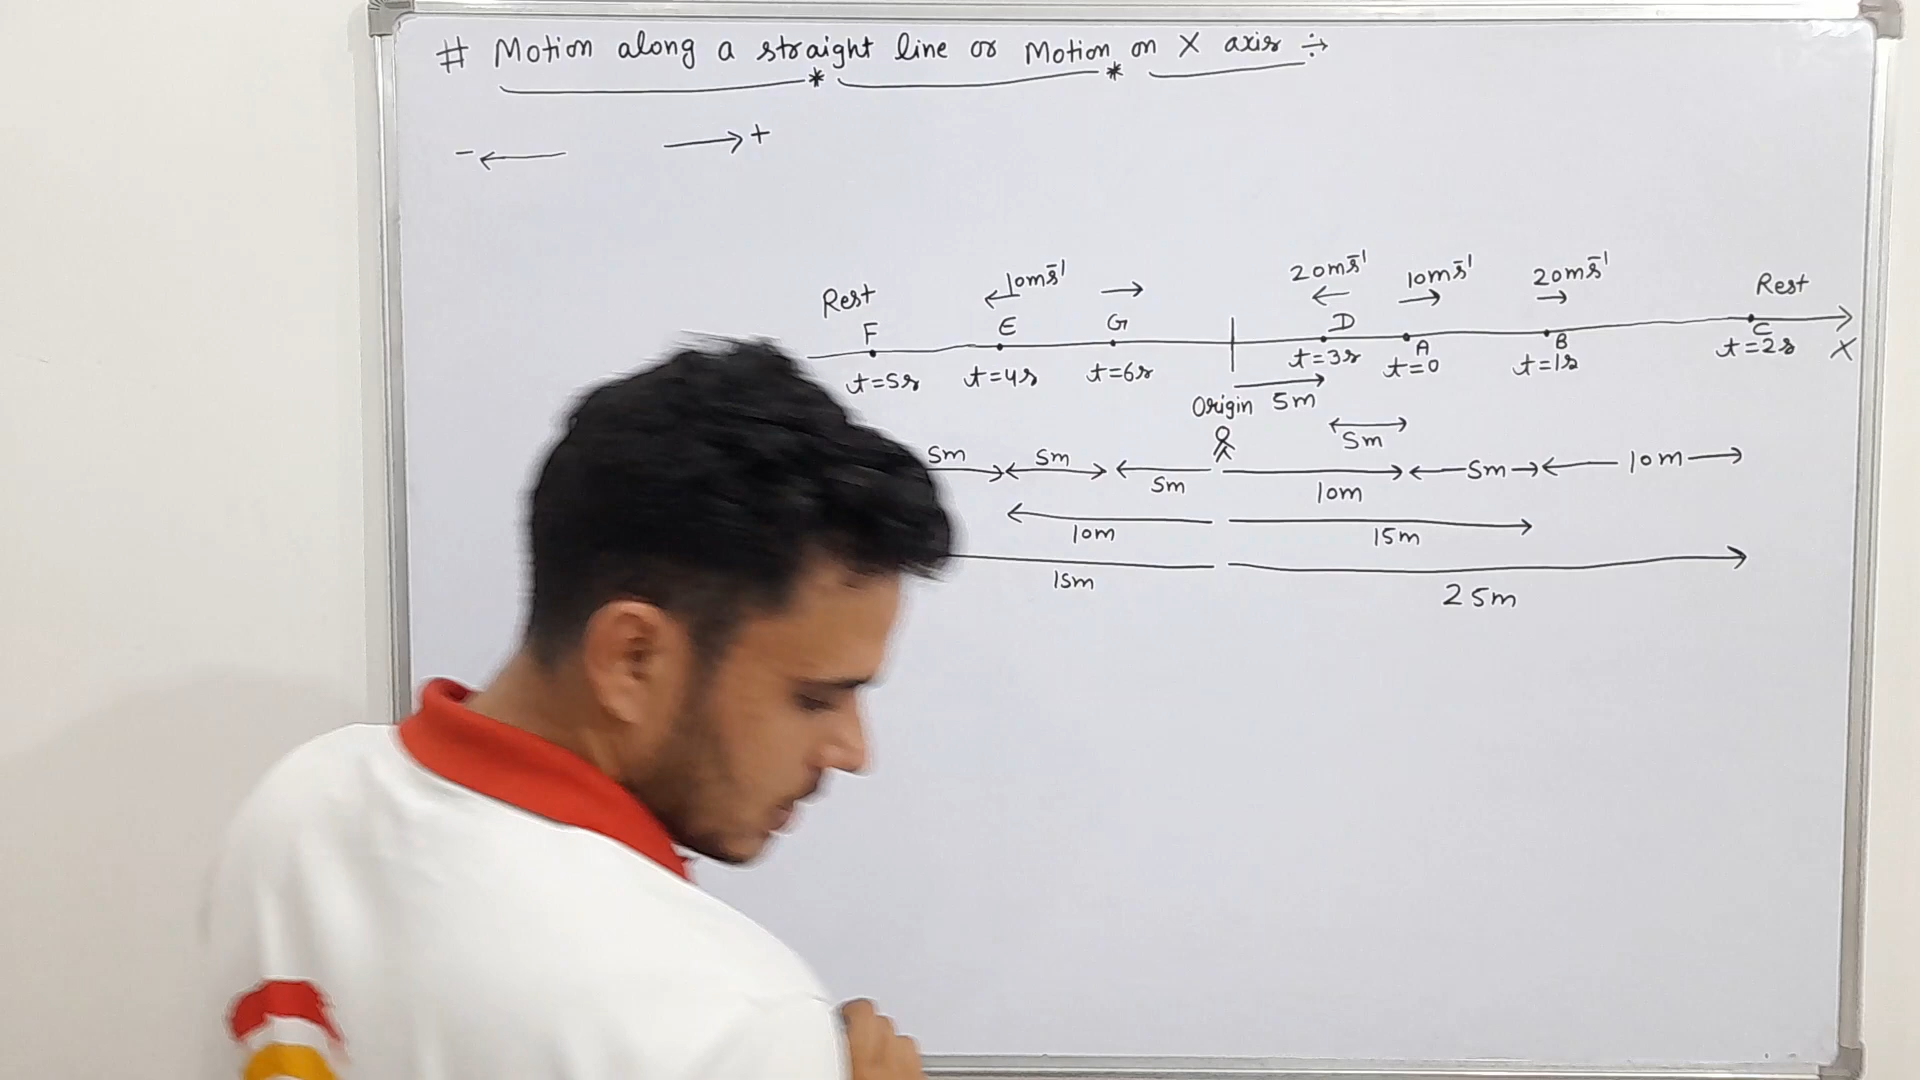 # Motion along a straight line or Motion on X axis ÷
- ← → +
Rest ← 10ms⁻¹ → 20ms⁻¹ ← 10ms⁻¹ → 20ms⁻¹ → Rest
F E G D A B C X
t=5s t=4s t=6s t=3s t=0 t=1s t=2s
Origin 5m
5m
5m 5m 5m 10m 5m 10m
10m 15m
15m 25m